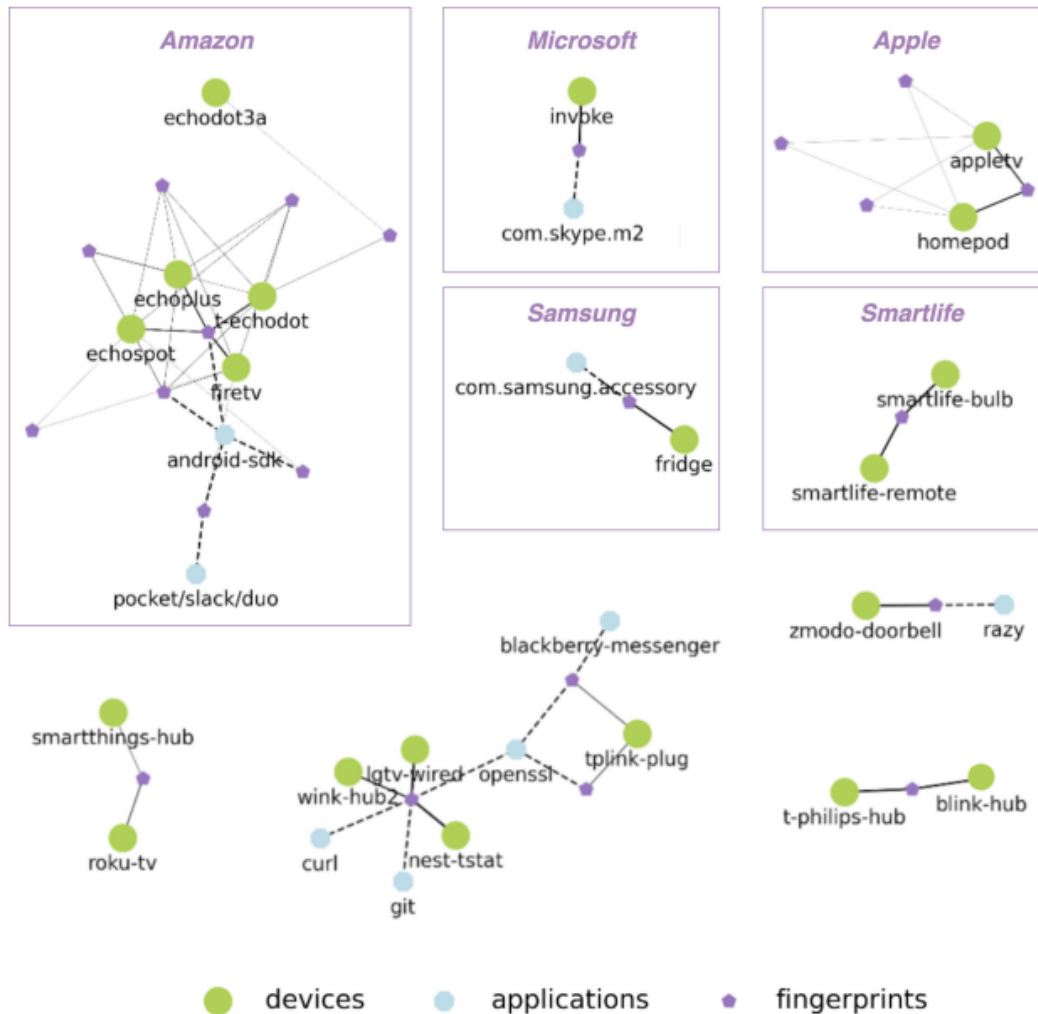 Amazon
Microsoft
Apple
echodot3a
invoke
appletv
com.skype.m2
homepod
echoplus
t-echodot
echospot
firetv
android-sdk
pocket/slack/duo
Samsung
Smartlife
com.samsung.accessory
fridge
smartlife-bulb
smartlife-remote
zmodo-doorbell
razy
blackberry-messenger
smartthings-hub
roku-tv
lgtv-wired
openssl
tplink-plug
wink-hub2
curl
nest-tstat
git
t-philips-hub
blink-hub
devices
applications
fingerprints